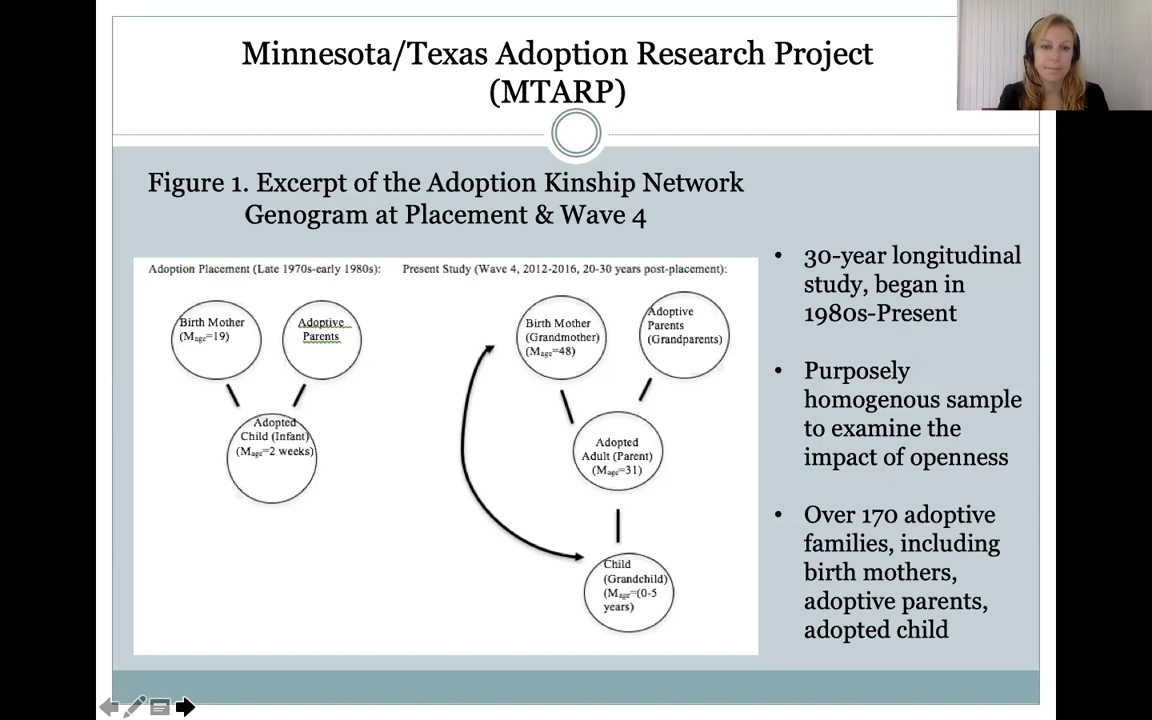 Minnesota/Texas Adoption Research Project
(MTARP)
Figure 1. Excerpt of the Adoption Kinship Network
Genogram at Placement & Wave 4
Adoption Placement (Late 1970s-early 1980s):
Birth Mother
(Mage=19)
Adoptive
Parents
Adopted
Child (Infant)
(Mage=2 weeks)
Present Study (Wave 4, 2012-2016, 20-30 years post-placement):
Birth Mother
(Grandmother)
(Mage=48)
Adoptive
Parents
(Grandparents)
Adopted
Adult (Parent)
(Mage=31)
Child
(Grandchild)
(Mage=(0-5
years)
• 30-year longitudinal
study, began in
1980s-Present
• Purposely
homogenous sample
to examine the
impact of openness
• Over 170 adoptive
families, including
birth mothers,
adoptive parents,
adopted child